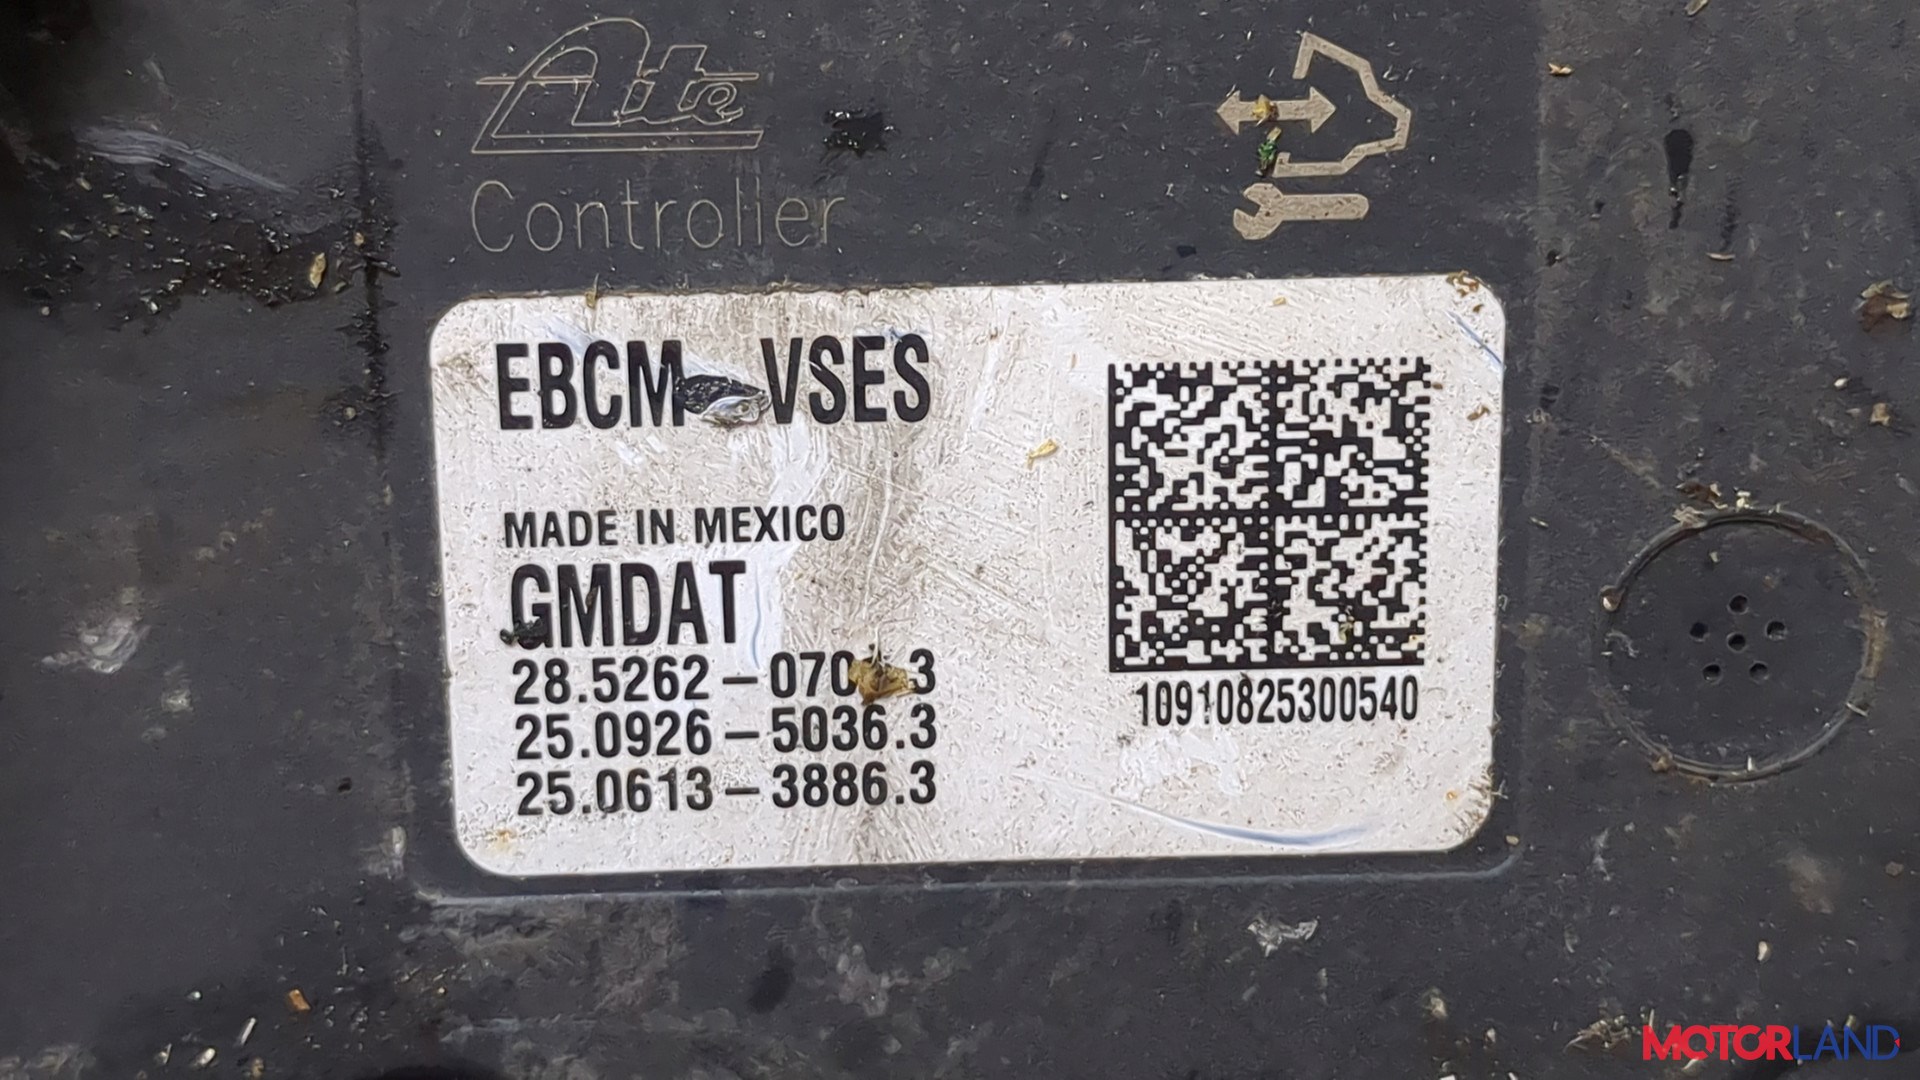 Ate
Controller
EBCM VSES
MADE IN MEXICO
GMDAT
25.0926-5036.3
25.0613-3886.3
10910825300540
MOTORLAND